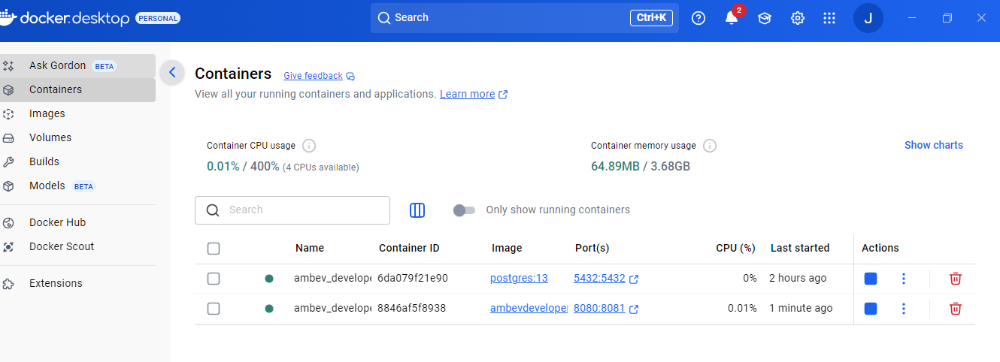 docker.desktop PERSONAL
Search Ctrl+K
2
J
Ask Gordon BETA
Containers
Images
Volumes
Builds
Models BETA
Docker Hub
Docker Scout
Extensions
Containers Give feedback
View all your running containers and applications. Learn more
Container CPU usage
0.01% / 400% (4 CPUs available)
Container memory usage
64.89MB / 3.68GB
Show charts
Search
Only show running containers
Name Container ID Image Port(s) CPU (%) Last started Actions
ambev_develope 6da079f21e90 postgres:13 5432:5432 0% 2 hours ago
ambev_develope 8846af5f8938 ambevdeveloper 8080:8081 0.01% 1 minute ago